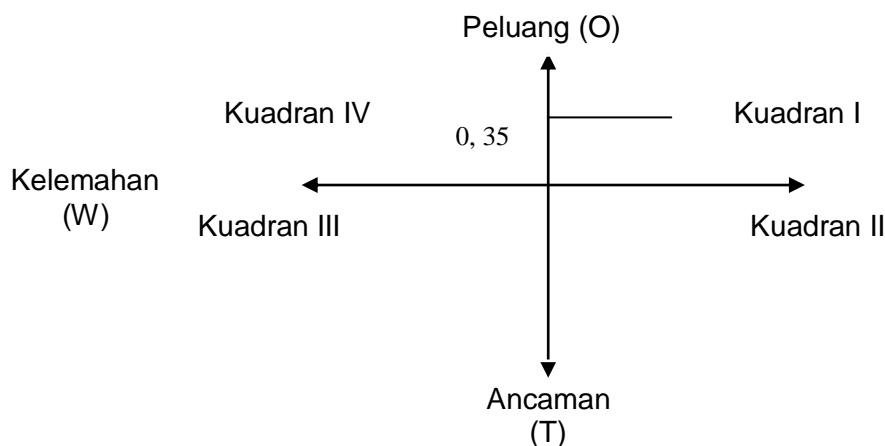 Peluang (O)
Kuadran IV
0, 35
Kuadran I
Kelemahan
(W)
Kuadran III
Kuadran II
Ancaman
(T)